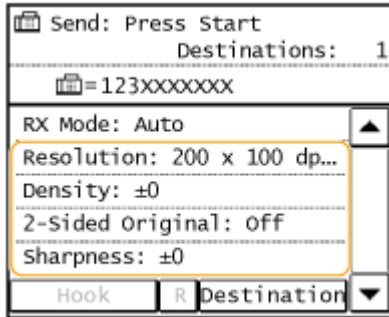 Send: Press Start
Destinations: 1
=123XXXXXXX
RX Mode: Auto
Resolution: 200 x 100 dp...
Density: ±0
2-Sided Original: Off
Sharpness: ±0
Hook R Destination